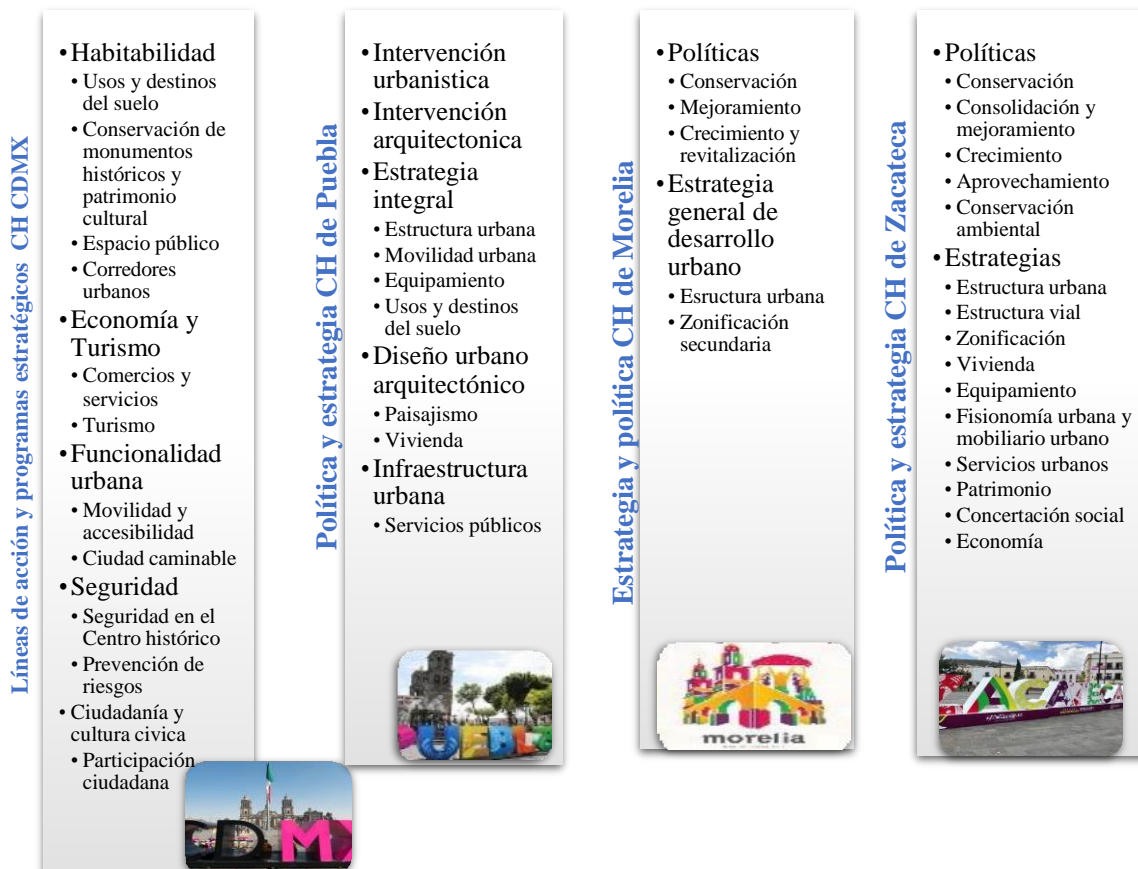 Líneas de acción y programas estratégicos CH CDMX
•Habitabilidad
• Usos y destinos
del suelo
• Conservación de
monumentos
históricos y
patrimonio
cultural
• Espacio público
• Corredores
urbanos
•Economía y
Turismo
• Comercios y
servicios
• Turismo
•Funcionalidad
urbana
• Movilidad y
accesibilidad
• Ciudad caminable
•Seguridad
• Seguridad en el
Centro histórico
• Prevención de
riesgos
• Ciudadanía y
cultura civica
• Participación
ciudadana
CDMX
Política y estrategia CH de Puebla
•Intervención
urbanistica
•Intervención
arquitectonica
•Estrategia
integral
• Estructura urbana
• Movilidad urbana
• Equipamiento
• Usos y destinos
del suelo
•Diseño urbano
arquitectónico
• Paisajismo
• Vivienda
•Infraestructura
urbana
• Servicios públicos
PUEBLA
Estrategia y política CH de Morelia
•Políticas
• Conservación
• Mejoramiento
• Crecimiento y
revitalización
•Estrategia
general de
desarrollo
urbano
• Esructura urbana
• Zonificación
secundaria
morelia
Política y estrategia CH de Zacateca
•Políticas
• Conservación
• Consolidación y
mejoramiento
• Crecimiento
• Aprovechamiento
• Conservación
ambiental
•Estrategias
• Estructura urbana
• Estructura vial
• Zonificación
• Vivienda
• Equipamiento
• Fisionomía urbana y
mobiliario urbano
• Servicios urbanos
• Patrimonio
• Concertación social
• Economía